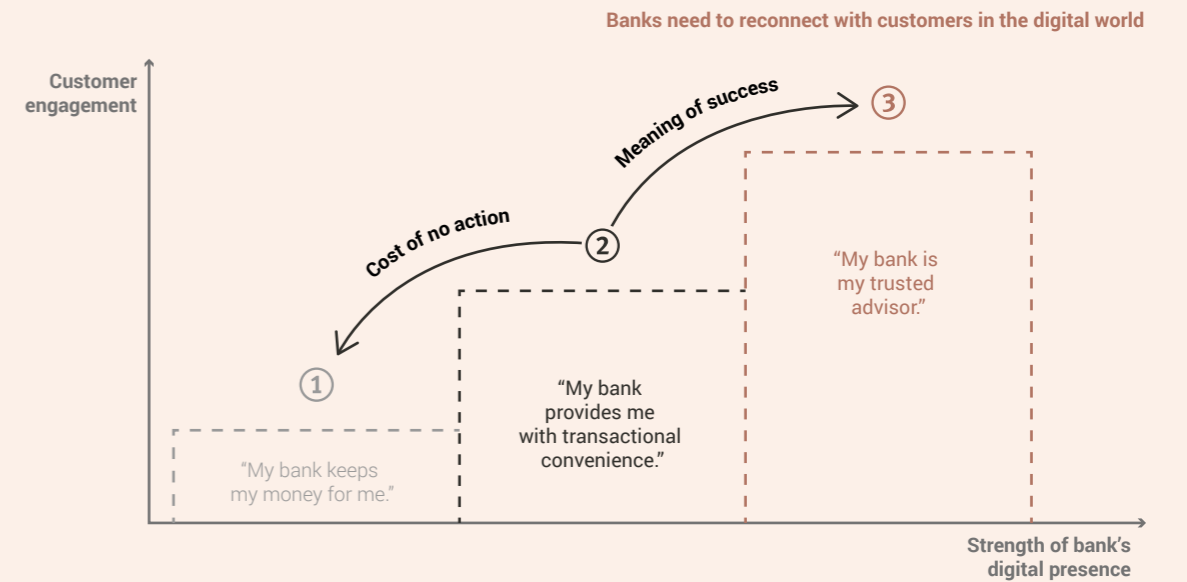 Banks need to reconnect with customers in the digital world
Customer
engagement
Meaning of success
3
Cost of no action
2
“My bank is
my trusted
advisor.”
1
“My bank
provides me
with transactional
convenience.”
“My bank keeps
my money for me.”
Strength of bank’s
digital presence